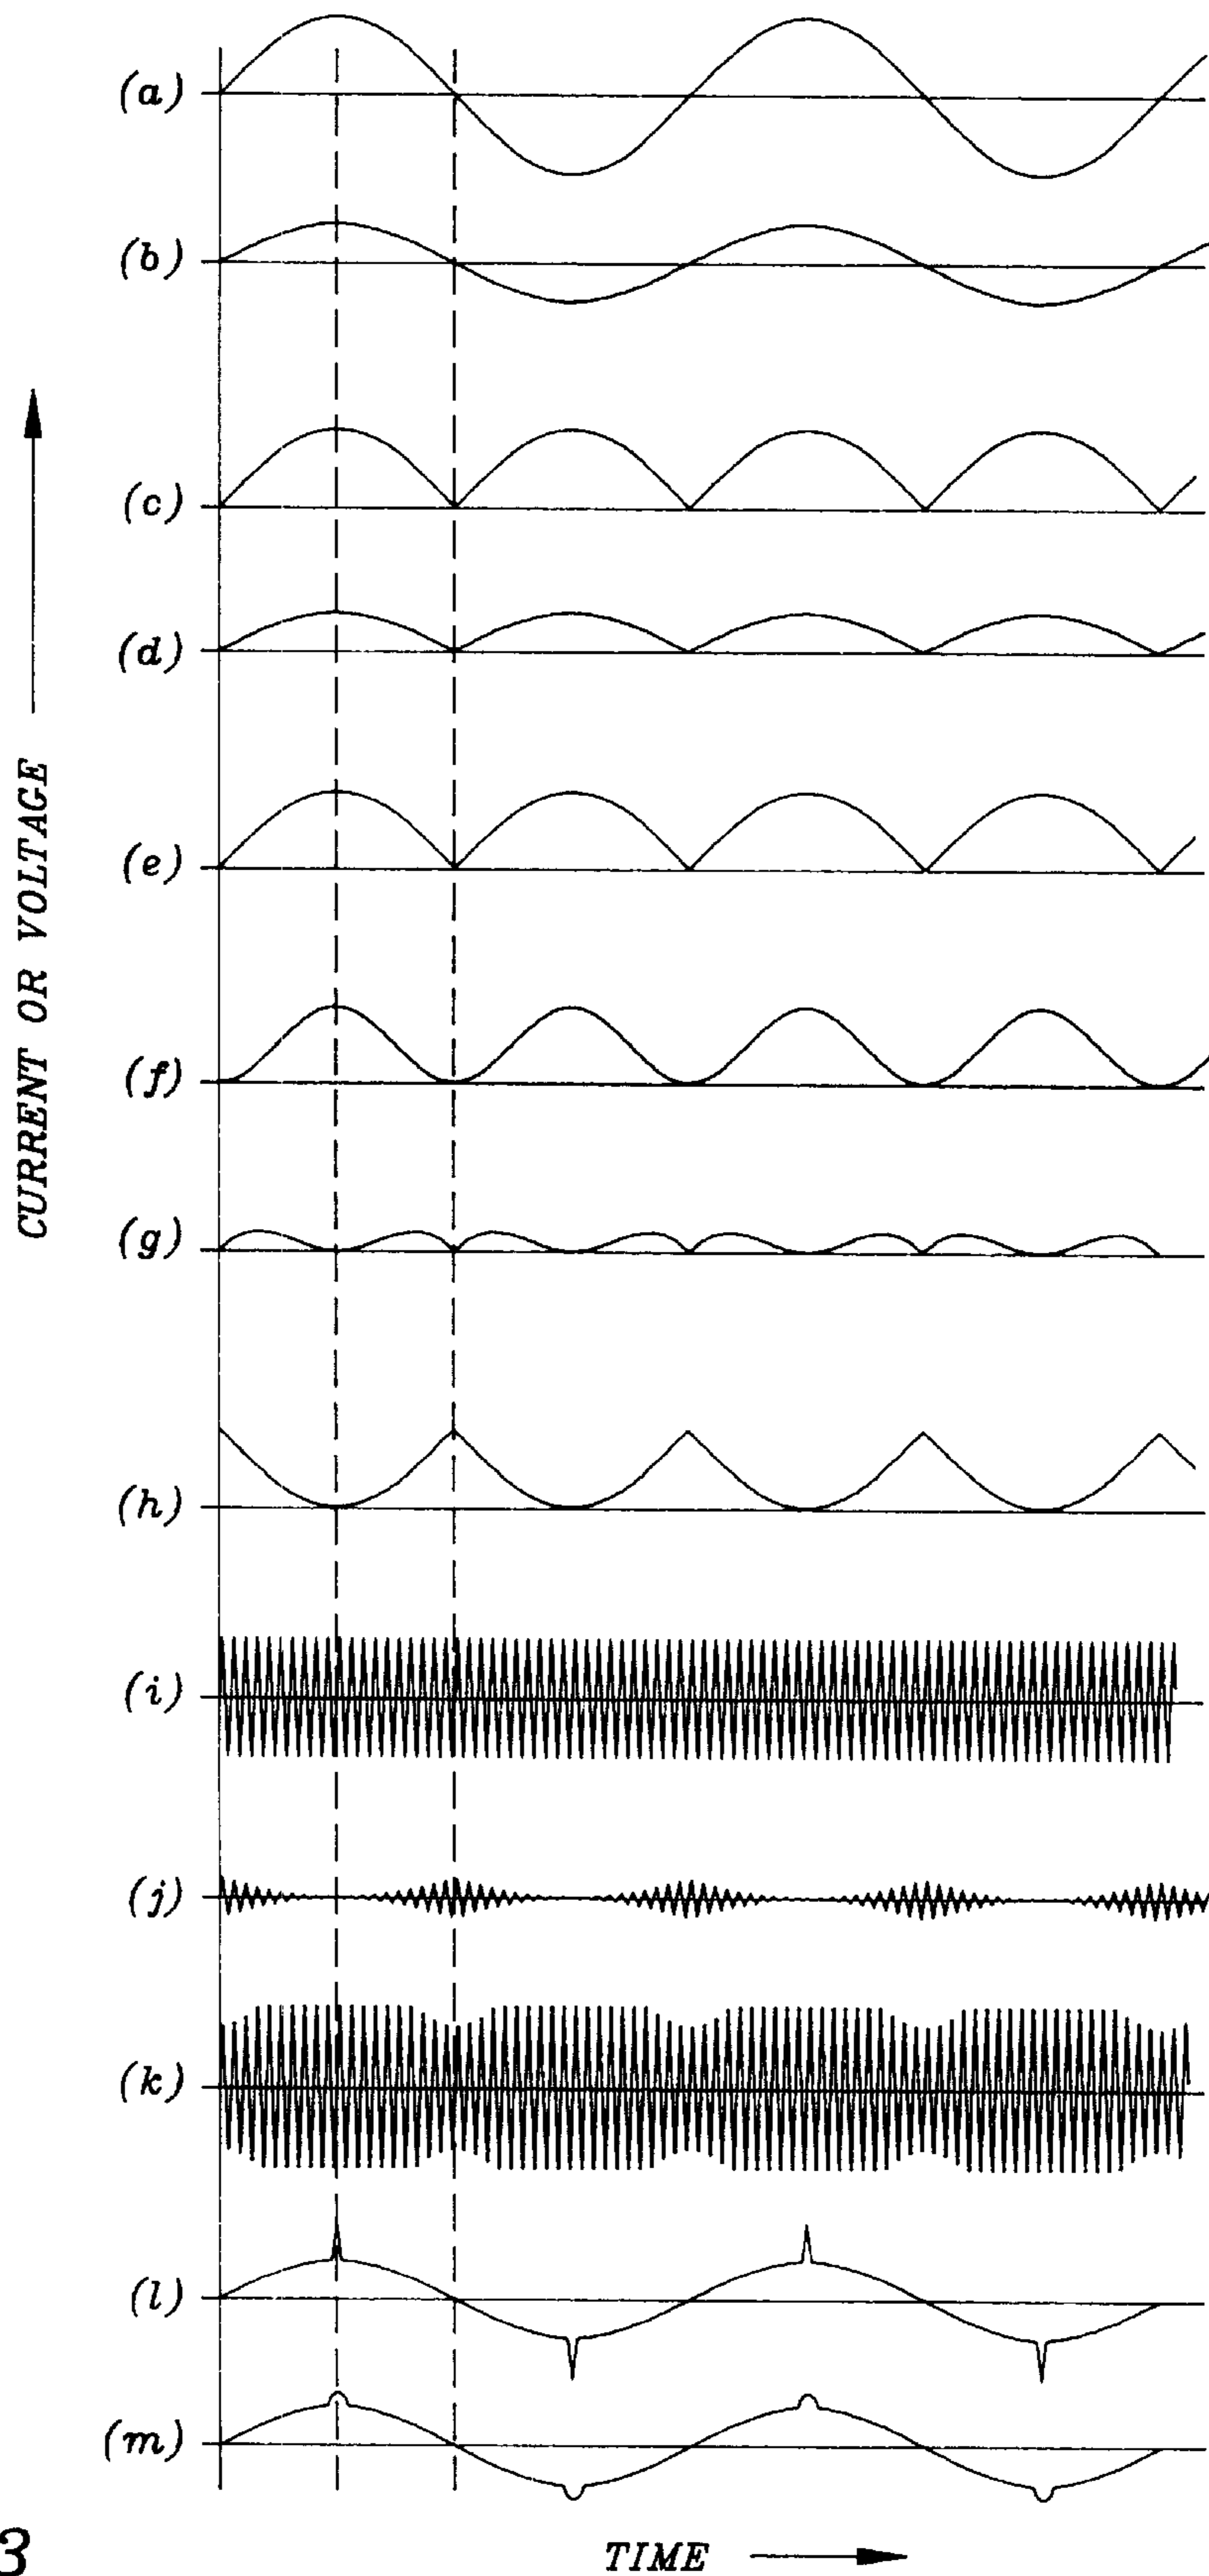 (a)
(b)
(c)
(d)
(e)
(f)
(g)
(h)
(i)
(j)
(k)
(l)
(m)
CURRENT OR VOLTAGE
TIME
3